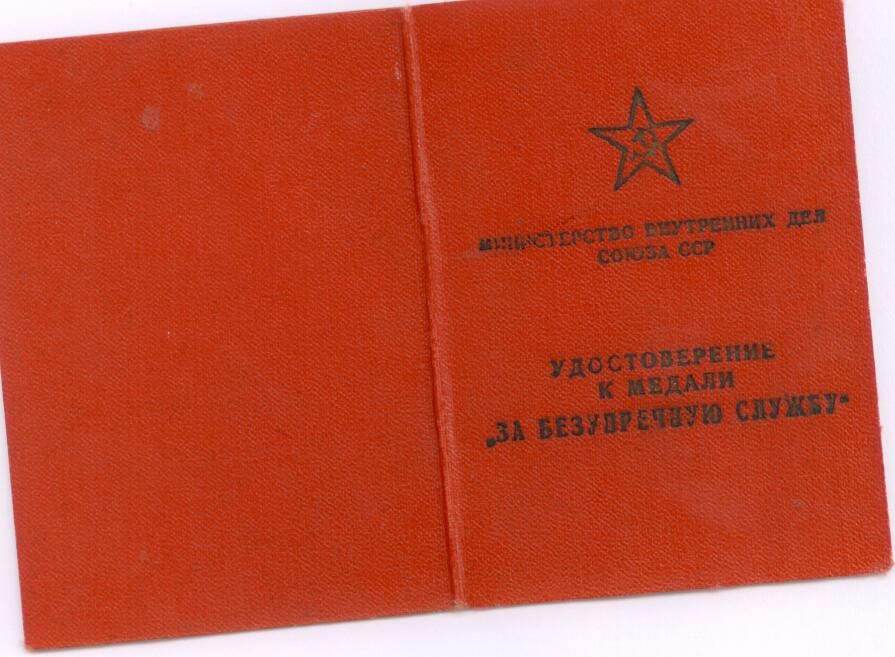 МИНИСТЕРСТВО ВНУТРЕННИХ ДЕЛ
СОЮЗА ССР
УДОСТОВЕРЕНИЕ
К МЕДАЛИ
„ЗА БЕЗУПРЕЧНУЮ СЛУЖБУ“